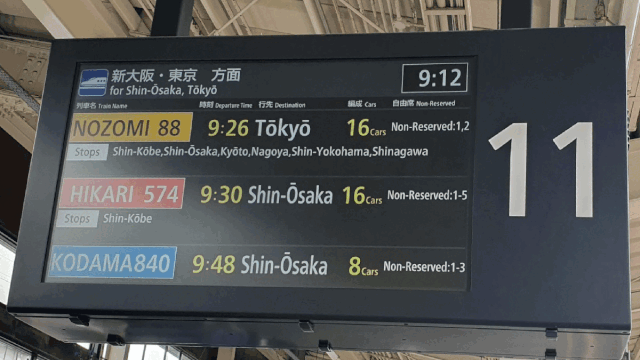 新大阪・東京 方面
for Shin-Ōsaka, Tōkyō
9:12
列車名 Train Name 時刻 Departure Time 行先 Destination 編成 Cars 自由席 Non-Reserved
NOZOMI 88 9:26 Tōkyō 16Cars Non-Reserved:1,2
Stops Shin-Kōbe,Shin-Ōsaka,Kyōto,Nagoya,Shin-Yokohama,Shinagawa
HIKARI 574 9:30 Shin-Ōsaka 16Cars Non-Reserved:1-5
Stops Shin-Kōbe
KODAMA840 9:48 Shin-Ōsaka 8Cars Non-Reserved:1-3
11